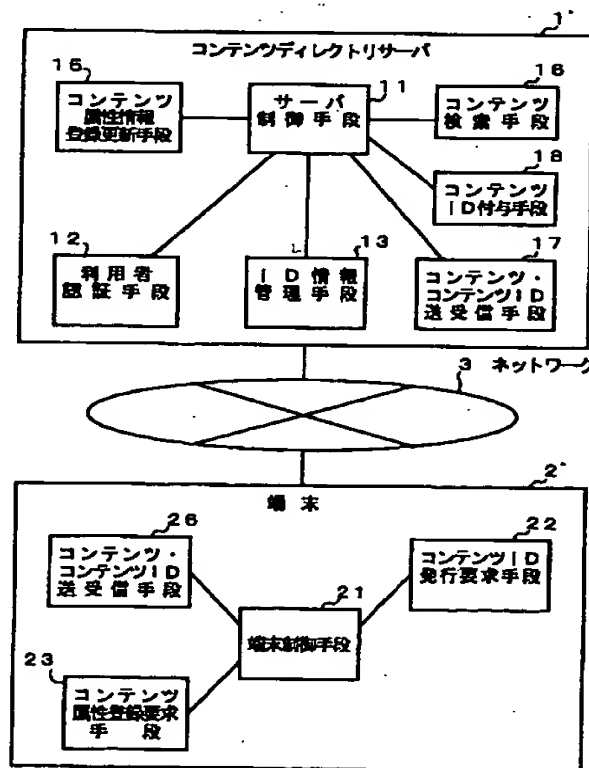 1'
コンテンツディレクトリサーバ
15
コンテンツ
属性情報
登録更新手段
11
サーバ
制御手段
16
コンテンツ
検索手段
18
コンテンツ
ID付与手段
12
利用者
認証手段
13
ID情報
管理手段
17
コンテンツ・
コンテンツID
送受信手段
3 ネットワーク
2'
端末
26
コンテンツ・
コンテンツID
送受信手段
22
コンテンツID
発行要求手段
21
端末制御手段
23
コンテンツ
属性登録要求
手段